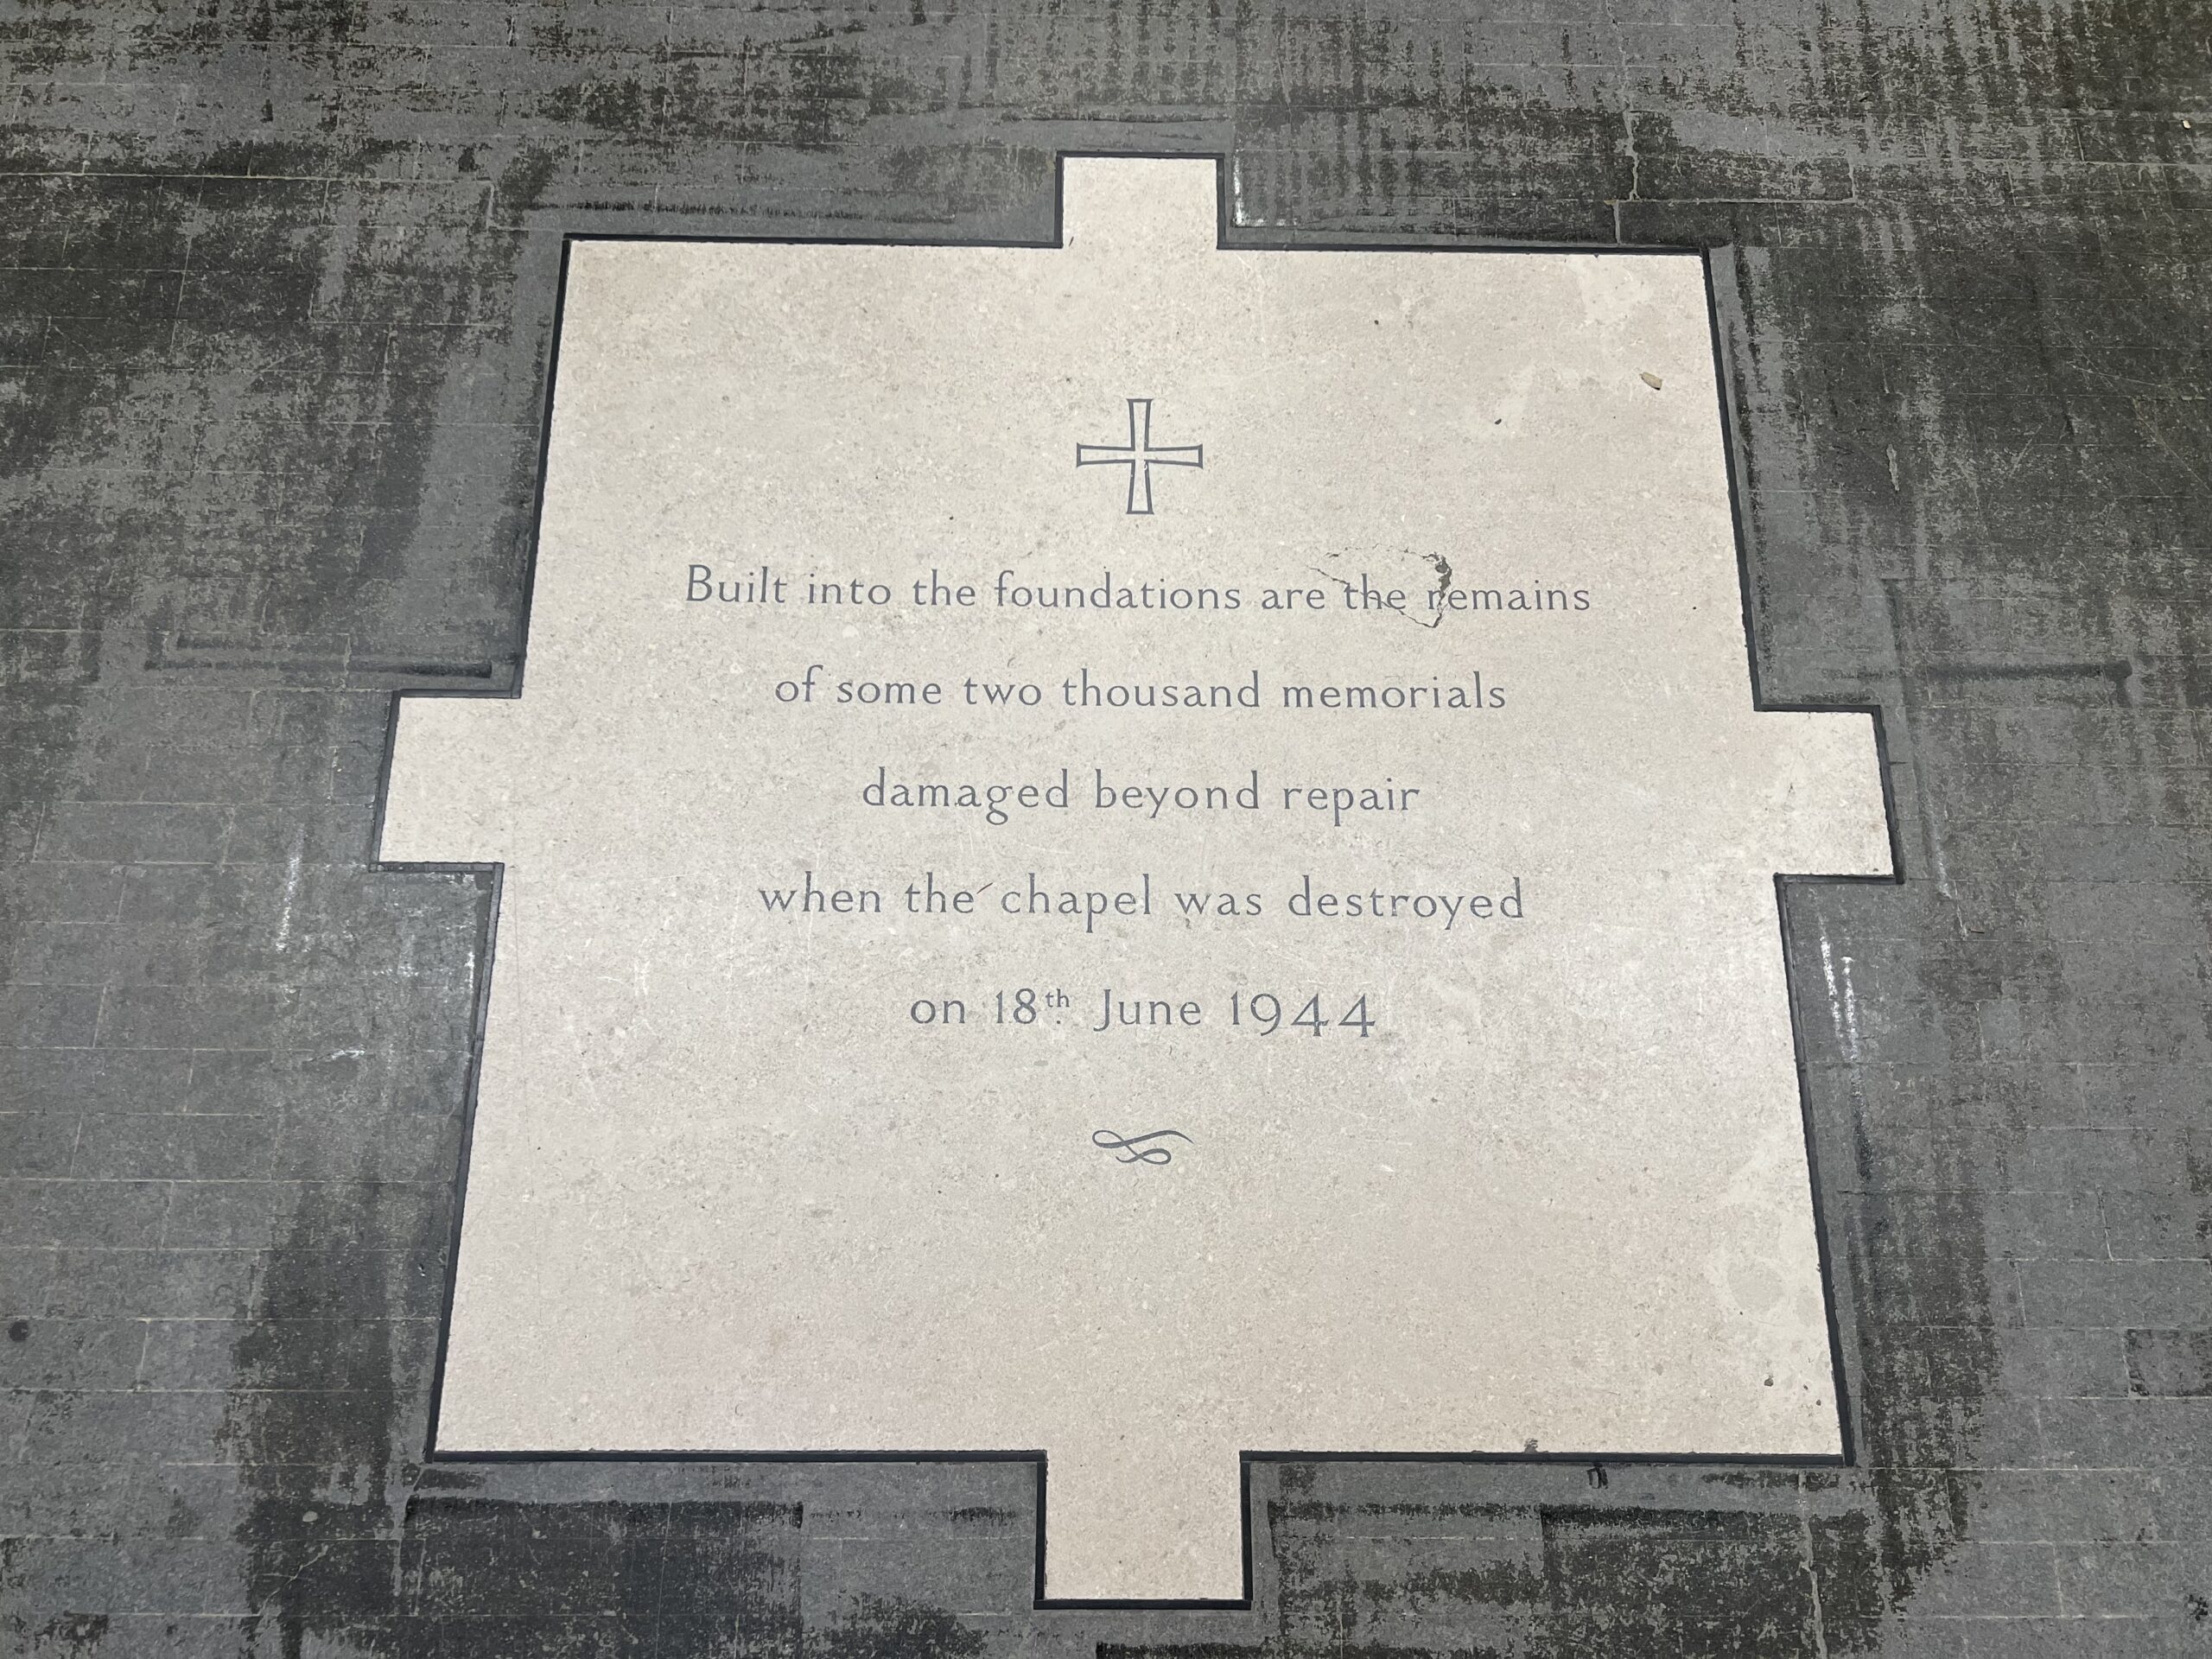 Built into the foundations are the remains
of some two thousand memorials
damaged beyond repair
when the chapel was destroyed
on 18th June 1944